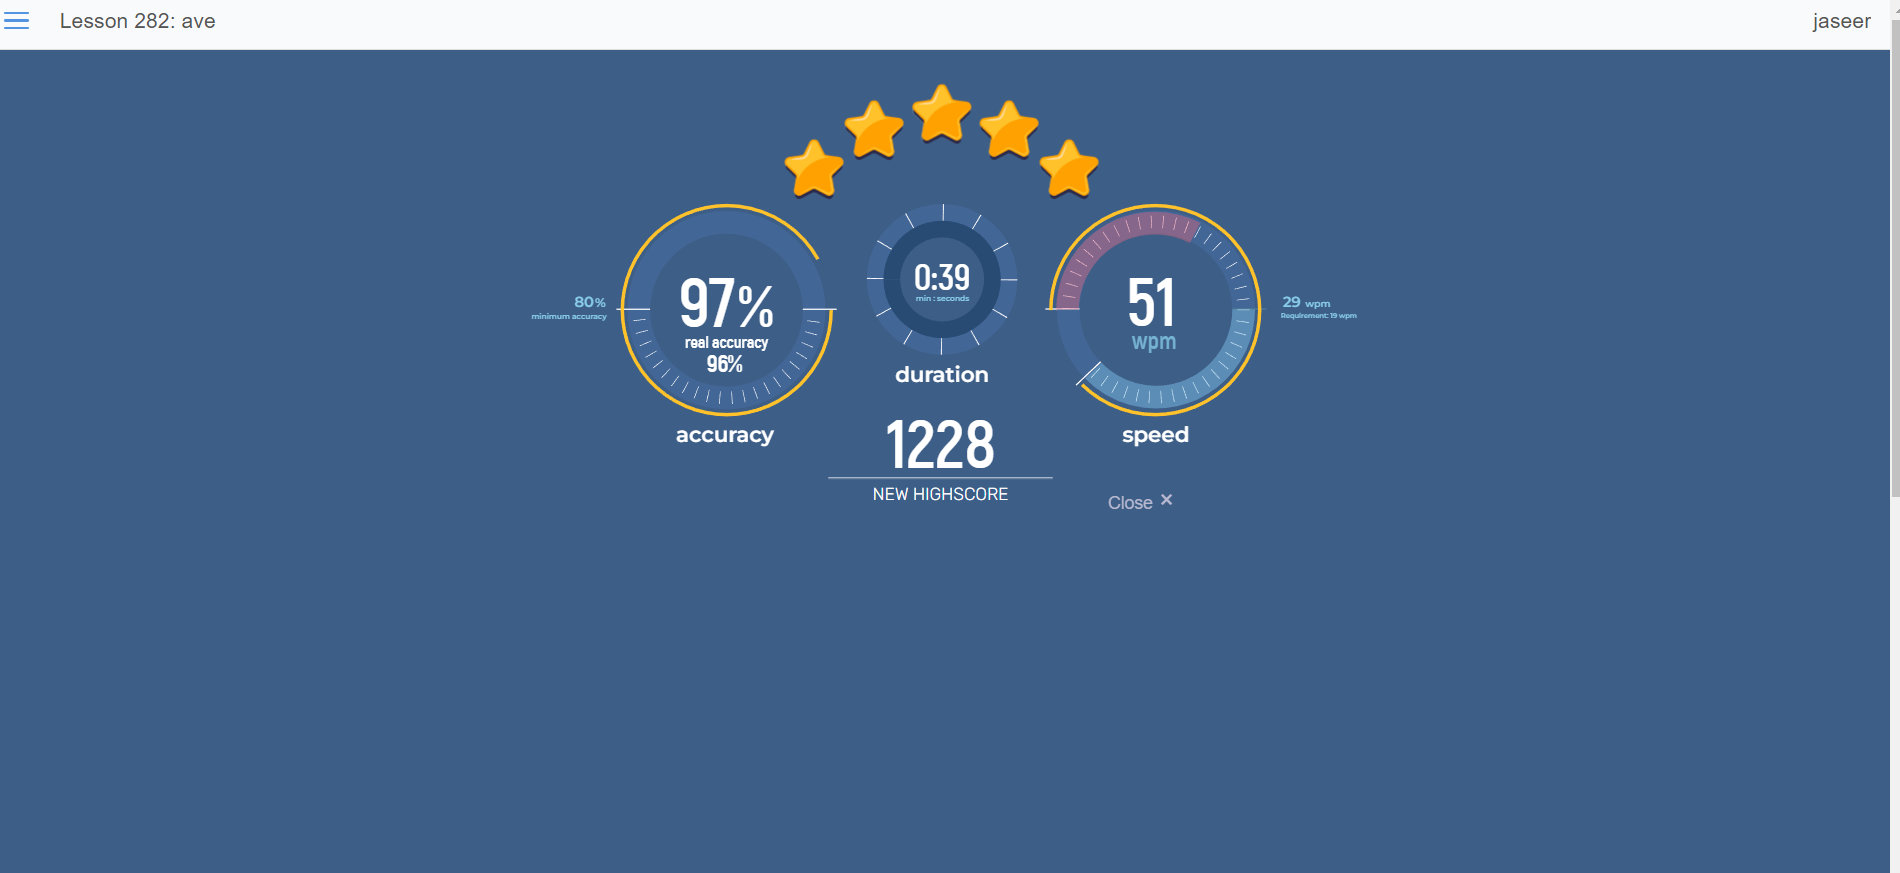 Lesson 282: ave
jaseer
80%
minimum accuracy
97%
real accuracy
96%
accuracy
0:39
min : seconds
duration
51
wpm
speed
29 wpm
Requirement: 19 wpm
1228
NEW HIGHSCORE
Close ×